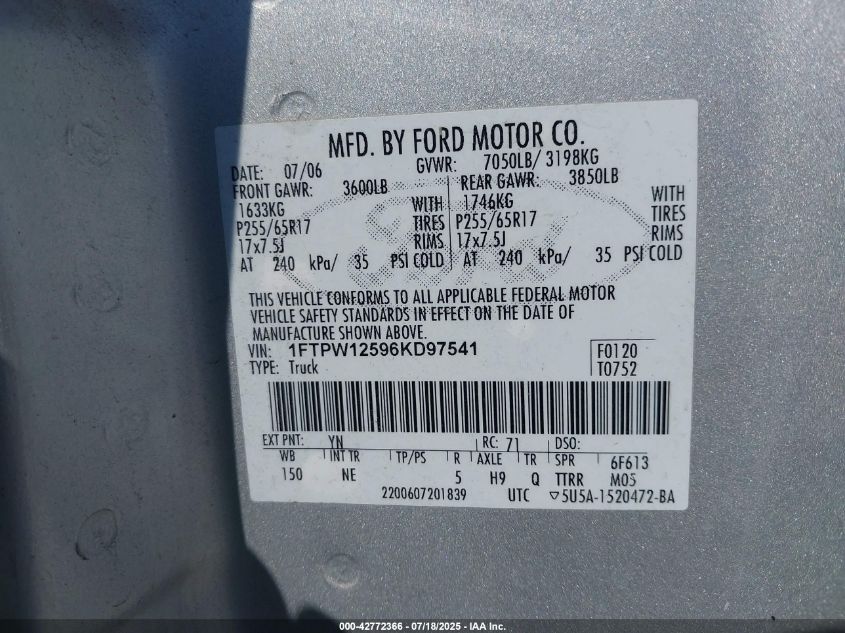 MFD. BY FORD MOTOR CO.
DATE: 07/06 GVWR: 7050LB/ 3198KG
FRONT GAWR: 3600LB REAR GAWR: 3850LB
1633KG WITH 1746KG WITH
P255/65R17 TIRES P255/65R17 TIRES
17x7.5J RIMS 17x7.5J RIMS
AT 240 kPa/ 35 PSI COLD AT 240 kPa/ 35 PSI COLD
THIS VEHICLE CONFORMS TO ALL APPLICABLE FEDERAL MOTOR
VEHICLE SAFETY STANDARDS IN EFFECT ON THE DATE OF
MANUFACTURE SHOWN ABOVE.
VIN: 1FTPW12596KD97541 F0120
TYPE: Truck T0752
EXT PNT: YN RC: 71 DSO:
WB INT TR TP/PS R AXLE TR SPR 6F613
150 NE 5 H9 Q TTRR M05
2200607201839 UTC ▽5U5A-1520472-BA
000-42772366 - 07/18/2025 - IAA Inc.